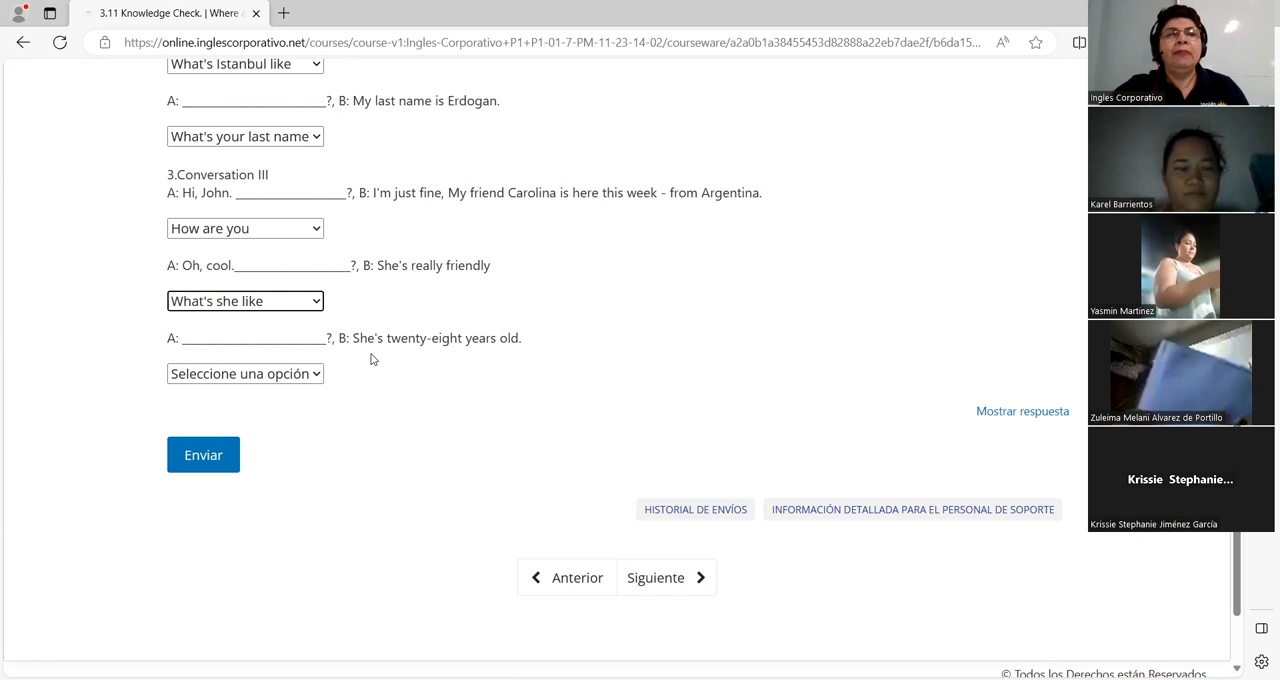 3.11 Knowledge Check. | Where
https://online.inglescorporativo.net/courses/course-v1:Ingles-Corporativo+P1+P1-01-7-PM-11-23-14-02/courseware/a2a0b1a38455453d82888a22eb7dae2f/b6da15...
What's Istanbul like
A: ______________________?, B: My last name is Erdogan.
What's your last name
3.Conversation III
A: Hi, John. _________________?, B: I'm just fine, My friend Carolina is here this week - from Argentina.
How are you
A: Oh, cool.__________________?, B: She's really friendly
What's she like
A: ______________________?, B: She's twenty-eight years old.
Seleccione una opción
Mostrar respuesta
Enviar
HISTORIAL DE ENVÍOS
INFORMACIÓN DETALLADA PARA EL PERSONAL DE SOPORTE
Anterior
Siguiente
© Todos los Derechos están Reservados
Ingles Corporativo
Karel Barrientos
Yasmin Martinez
Zuleima Melani Alvarez de Portillo
Krissie Stephanie...
Krissie Stephanie Jiménez García